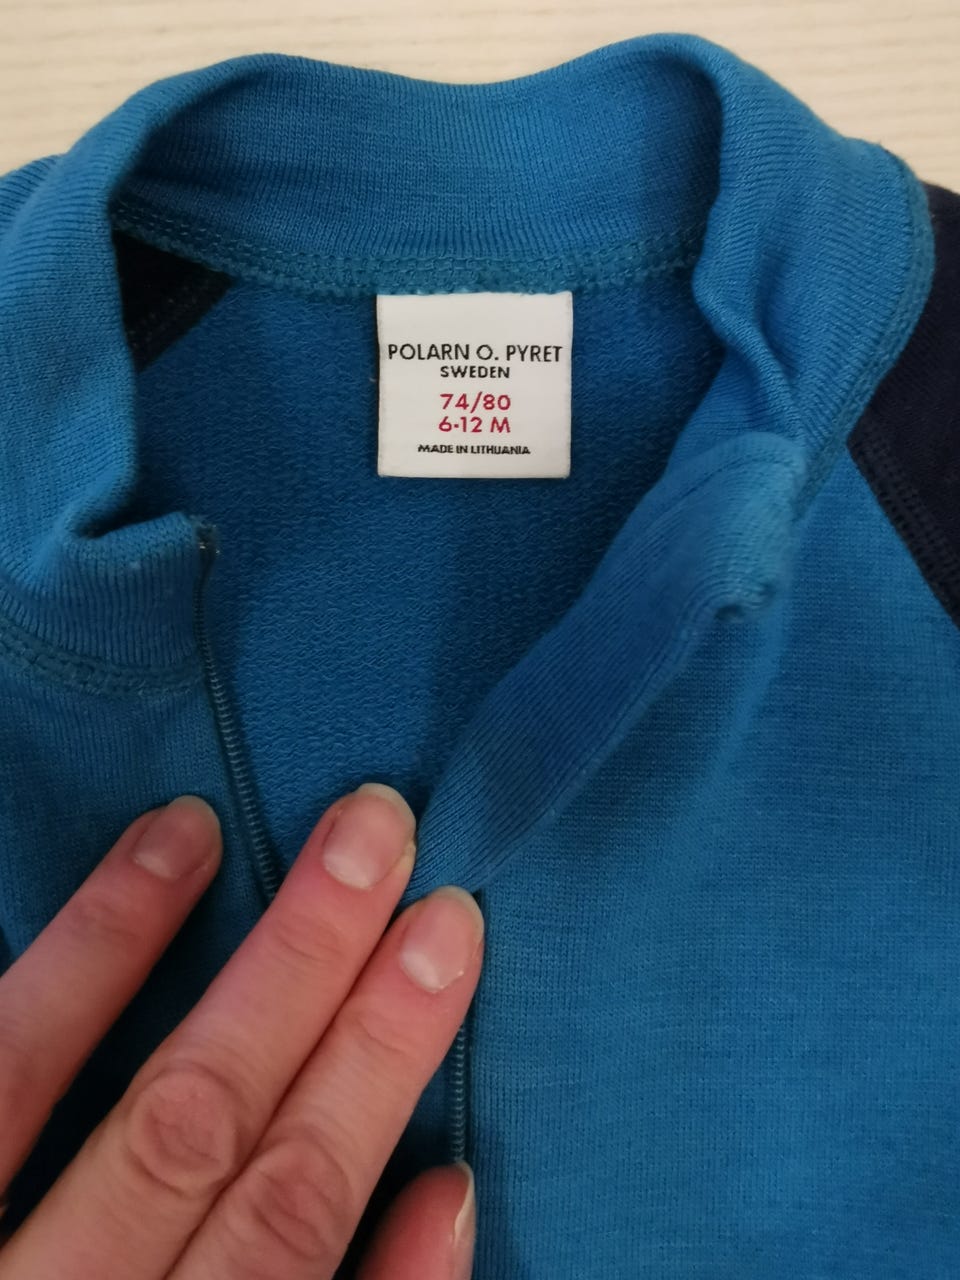 POLARN O. PYRET
SWEDEN
74/80
6-12 M
MADE IN LITHUANIA